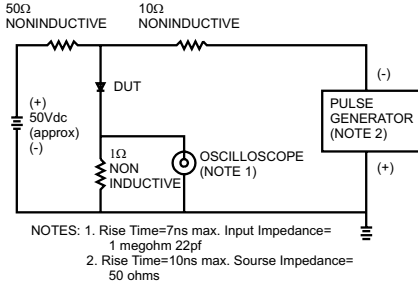 50Ω
NONINDUCTIVE
10Ω
NONINDUCTIVE
(+)
50Vdc
(approx)
(-)
DUT
1Ω
NON
INDUCTIVE
OSCILLOSCOPE
(NOTE 1)
(-)
PULSE
GENERATOR
(NOTE 2)
(+)
NOTES: 1. Rise Time=7ns max. Input Impedance=
1 megohm 22pf
2. Rise Time=10ns max. Sourse Impedance=
50 ohms